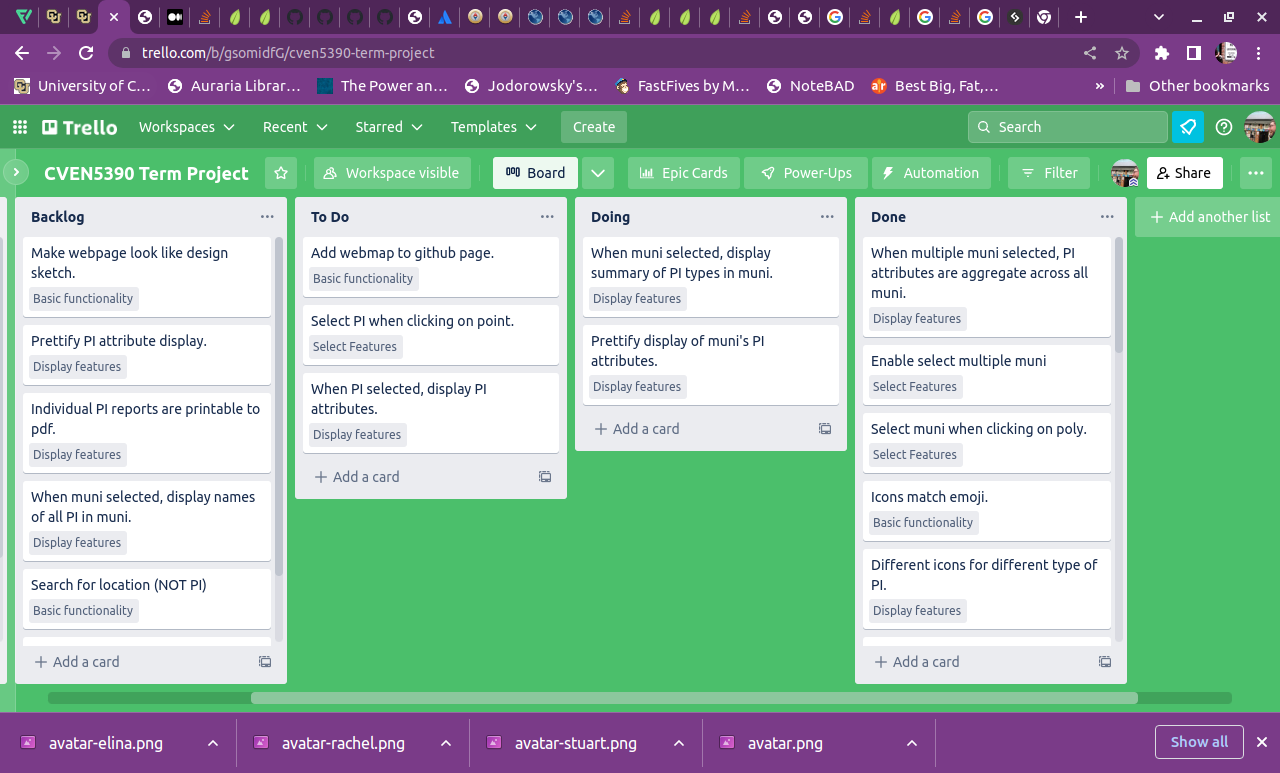 trello.com/b/gsomidfG/cven5390-term-project
University of C…
Auraria Librar…
The Power an…
Jodorowsky's…
FastFives by M…
NoteBAD
Best Big, Fat,…
»
Other bookmarks
Trello
Workspaces
Recent
Starred
Templates
Create
Search
CVEN5390 Term Project
Workspace visible
Board
Epic Cards
Power-Ups
Automation
Filter
Share
Backlog
Make webpage look like design
sketch.
Basic functionality
Prettify PI attribute display.
Display features
Individual PI reports are printable to
pdf.
Display features
When muni selected, display names
of all PI in muni.
Display features
Search for location (NOT PI)
Basic functionality
Add a card
To Do
Add webmap to github page.
Basic functionality
Select PI when clicking on point.
Select Features
When PI selected, display PI
attributes.
Display features
Add a card
Doing
When muni selected, display
summary of PI types in muni.
Display features
Prettify display of muni's PI
attributes.
Display features
Add a card
Done
When multiple muni selected, PI
attributes are aggregate across all
muni.
Display features
Enable select multiple muni
Select Features
Select muni when clicking on poly.
Select Features
Icons match emoji.
Basic functionality
Different icons for different type of
PI.
Display features
Add a card
Add another list
avatar-elina.png
avatar-rachel.png
avatar-stuart.png
avatar.png
Show all